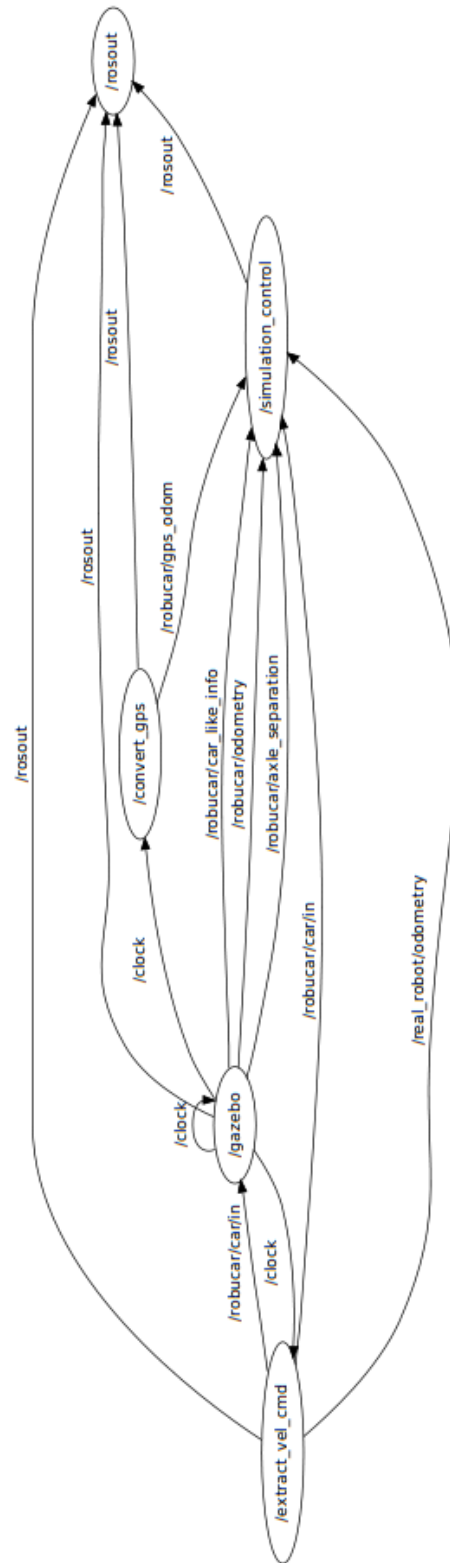 /rosout
/rosout
/rosout
/rosout
/rosout
/simulation_control
/robucar/gps_odom
/convert_gps
/clock
/robucar/car_like_info
/robucar/odometry
/robucar/axle_separation
/robucar/car/in
/real_robot/odometry
/clock
/gazebo
/robucar/car/in
/clock
/extract_vel_cmd